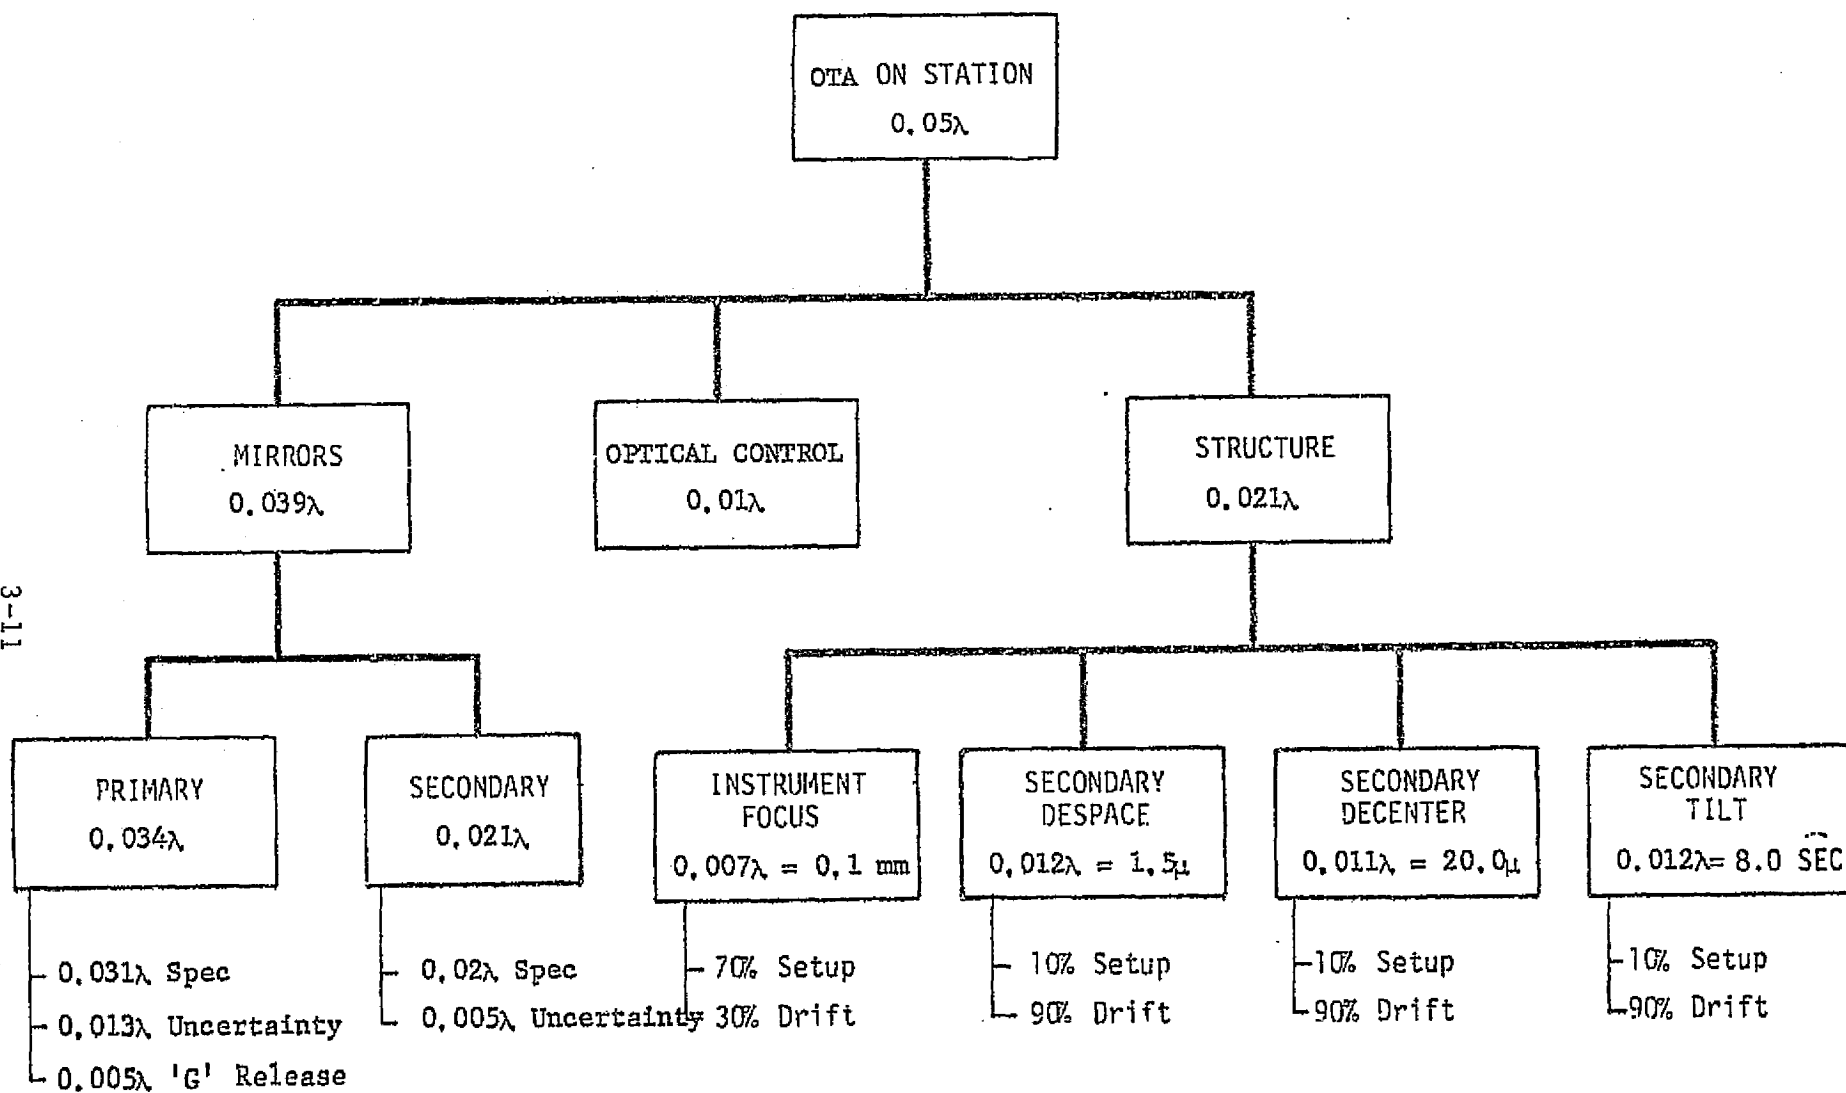 OTA ON STATION
0.05λ
MIRRORS
0.039λ
OPTICAL CONTROL
0.01λ
STRUCTURE
0.021λ
3-11
PRIMARY
0.034λ
0.031λ Spec
0.013λ Uncertainty
0.005λ 'G' Release
SECONDARY
0.021λ
0.02λ Spec
0.005λ Uncertainty
INSTRUMENT
FOCUS
0.007λ = 0.1 mm
70% Setup
30% Drift
SECONDARY
DESPACE
0.012λ = 1.5μ
10% Setup
90% Drift
SECONDARY
DECENTER
0.011λ = 20.0μ
10% Setup
90% Drift
SECONDARY
TILT
0.012λ= 8.0 SEC
10% Setup
90% Drift